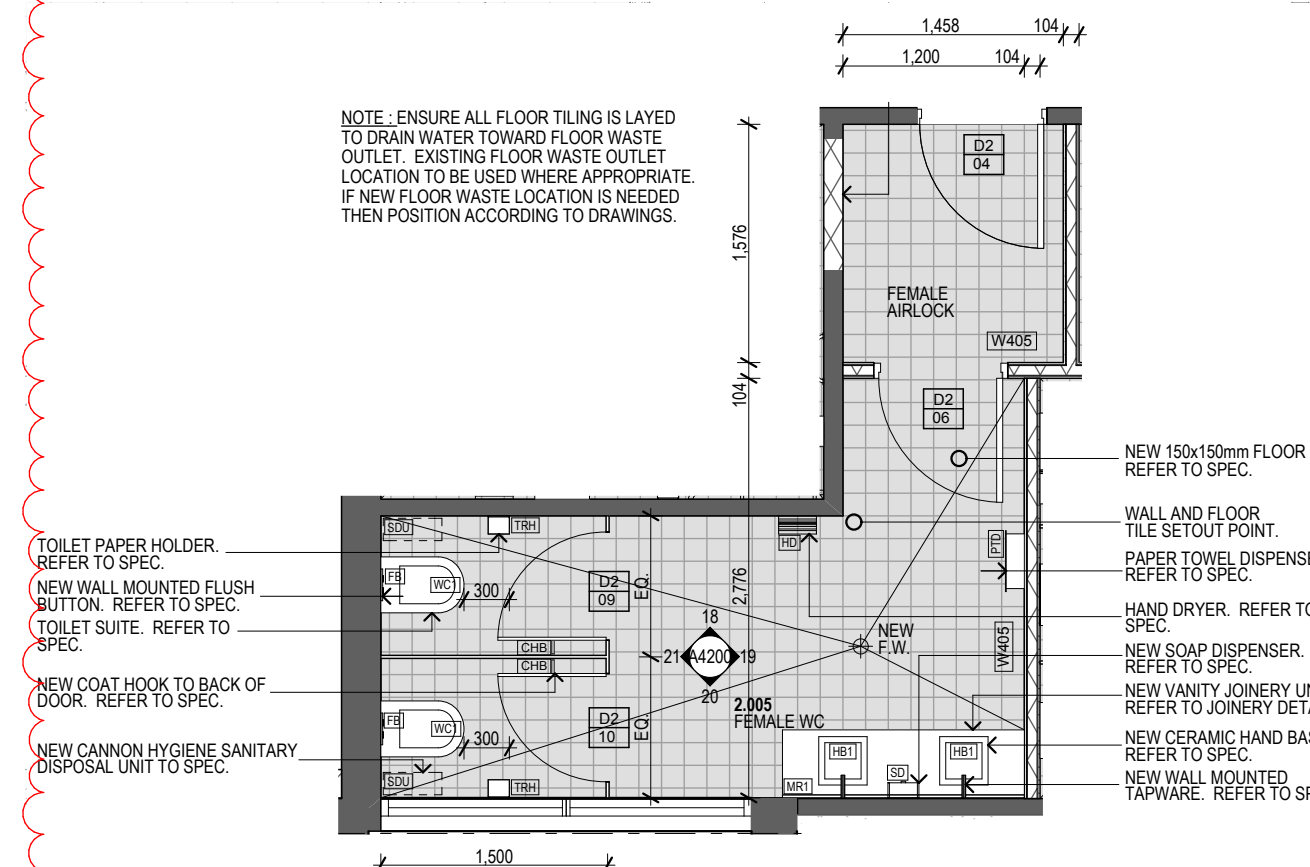 1,458
104
1,200
104
NOTE : ENSURE ALL FLOOR TILING IS LAYED
TO DRAIN WATER TOWARD FLOOR WASTE
OUTLET. EXISTING FLOOR WASTE OUTLET
LOCATION TO BE USED WHERE APPROPRIATE.
IF NEW FLOOR WASTE LOCATION IS NEEDED
THEN POSITION ACCORDING TO DRAWINGS.
D2
04
1,576
FEMALE
AIRLOCK
W405
104
D2
06
NEW 150x150mm FLOOR
REFER TO SPEC.
WALL AND FLOOR
TILE SETOUT POINT.
PAPER TOWEL DISPENSE
REFER TO SPEC.
HAND DRYER. REFER TO
SPEC.
NEW SOAP DISPENSER.
REFER TO SPEC.
NEW VANITY JOINERY UN
REFER TO JOINERY DETA
NEW CERAMIC HAND BAS
REFER TO SPEC.
NEW WALL MOUNTED
TAPWARE. REFER TO SP
TOILET PAPER HOLDER.
REFER TO SPEC.
NEW WALL MOUNTED FLUSH
BUTTON. REFER TO SPEC.
TOILET SUITE. REFER TO
SPEC.
NEW COAT HOOK TO BACK OF
DOOR. REFER TO SPEC.
NEW CANNON HYGIENE SANITARY
DISPOSAL UNIT TO SPEC.
SDU
TRH
HD
PTD
FB
WC1
300
D2
09
EQ.
2,776
18
21
A4200
19
20
NEW
F.W.
W405
CHB
CHB
2.005
FEMALE WC
FB
WC1
300
D2
10
EQ.
SDU
TRH
HB1
HB1
SD
MR1
1,500